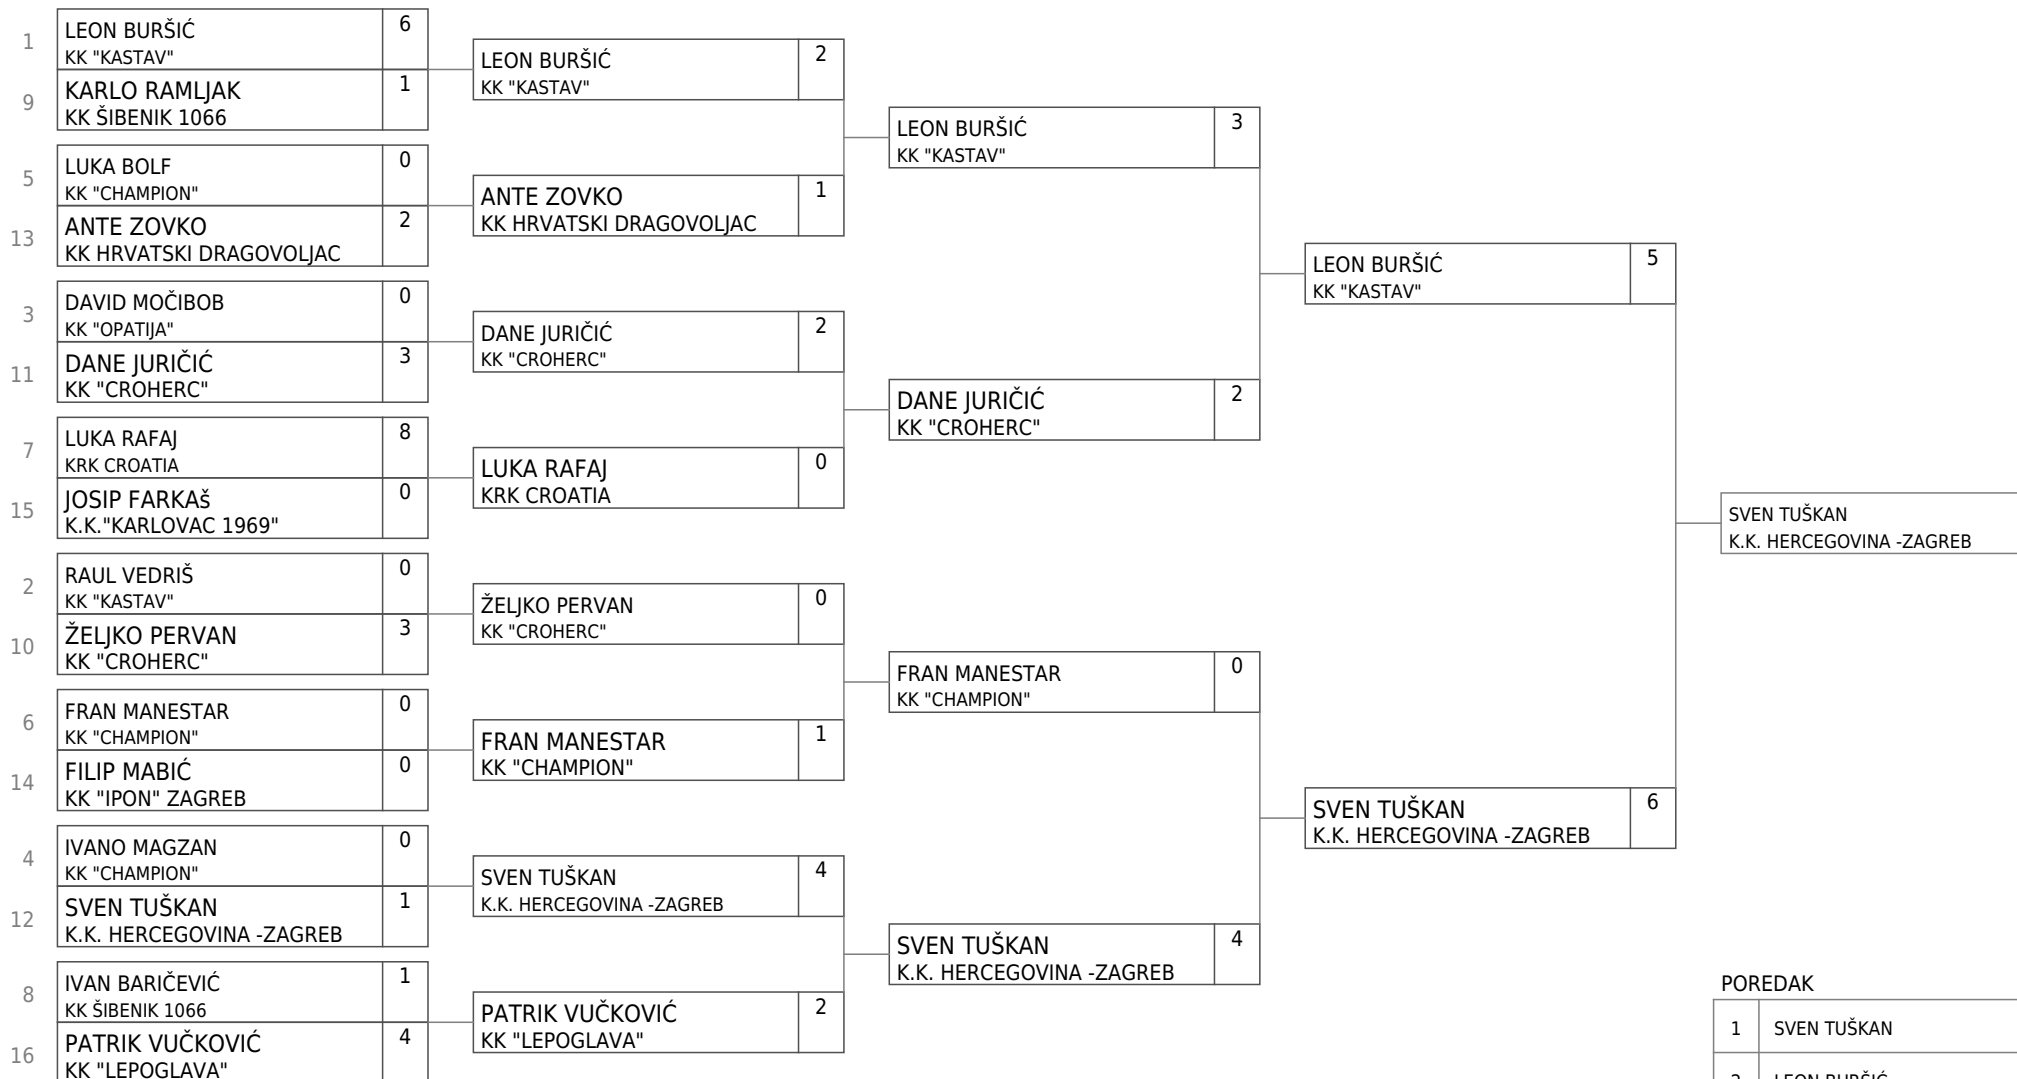 1
LEON BURŠIĆ
KK "KASTAV"
6
9
KARLO RAMLJAK
KK ŠIBENIK 1066
1
5
LUKA BOLF
KK "CHAMPION"
0
13
ANTE ZOVKO
KK HRVATSKI DRAGOVOLJAC
2
3
DAVID MOČIBOB
KK "OPATIJA"
0
11
DANE JURIČIĆ
KK "CROHERC"
3
7
LUKA RAFAJ
KRK CROATIA
8
15
JOSIP FARKAš
K.K."KARLOVAC 1969"
0
2
RAUL VEDRIŠ
KK "KASTAV"
0
10
ŽELJKO PERVAN
KK "CROHERC"
3
6
FRAN MANESTAR
KK "CHAMPION"
0
14
FILIP MABIĆ
KK "IPON" ZAGREB
0
4
IVANO MAGZAN
KK "CHAMPION"
0
12
SVEN TUŠKAN
K.K. HERCEGOVINA -ZAGREB
1
8
IVAN BARIČEVIĆ
KK ŠIBENIK 1066
1
16
PATRIK VUČKOVIĆ
KK "LEPOGLAVA"
4
LEON BURŠIĆ
KK "KASTAV"
2
ANTE ZOVKO
KK HRVATSKI DRAGOVOLJAC
1
DANE JURIČIĆ
KK "CROHERC"
2
LUKA RAFAJ
KRK CROATIA
0
ŽELJKO PERVAN
KK "CROHERC"
0
FRAN MANESTAR
KK "CHAMPION"
1
SVEN TUŠKAN
K.K. HERCEGOVINA -ZAGREB
4
PATRIK VUČKOVIĆ
KK "LEPOGLAVA"
2
LEON BURŠIĆ
KK "KASTAV"
3
DANE JURIČIĆ
KK "CROHERC"
2
FRAN MANESTAR
KK "CHAMPION"
0
SVEN TUŠKAN
K.K. HERCEGOVINA -ZAGREB
4
LEON BURŠIĆ
KK "KASTAV"
5
SVEN TUŠKAN
K.K. HERCEGOVINA -ZAGREB
6
SVEN TUŠKAN
K.K. HERCEGOVINA -ZAGREB
POREDAK
1 SVEN TUŠKAN
2 LEON BURŠIĆ